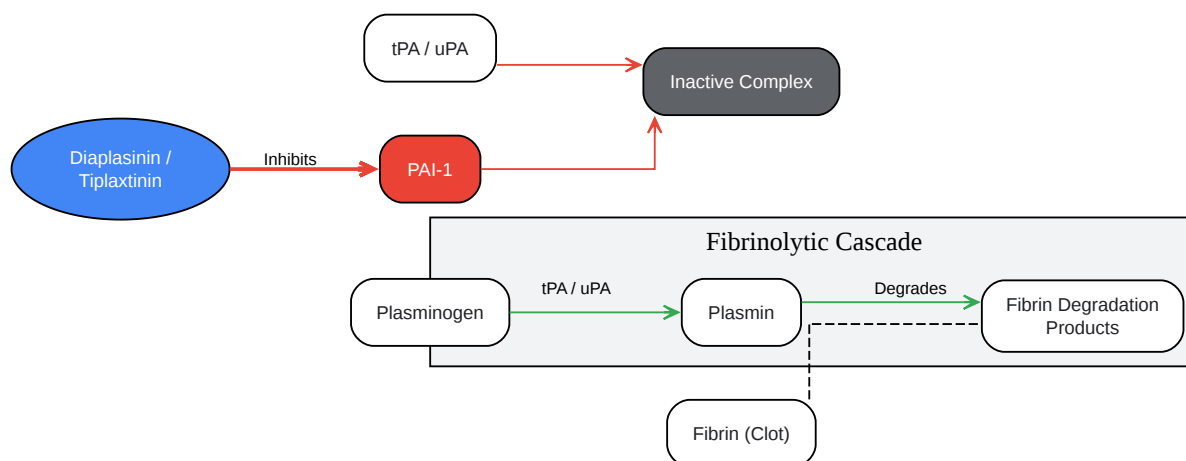 tPA / uPA
Inactive Complex
Diaplasinin /
Tiplaxtinin
Inhibits
PAI-1
Fibrinolytic Cascade
Plasminogen
tPA / uPA
Plasmin
Degrades
Fibrin Degradation
Products
Fibrin (Clot)